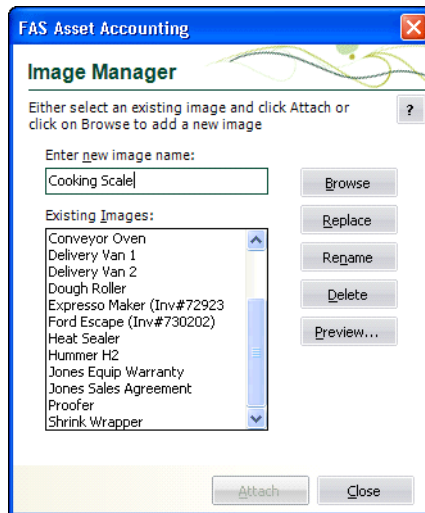 FAS Asset Accounting
Image Manager
Either select an existing image and click Attach or
click on Browse to add a new image
?
Enter new image name:
Cooking Scale
Browse
Existing Images:
Replace
Conveyor Oven
Delivery Van 1
Delivery Van 2
Rename
Dough Roller
Expresso Maker (Inv#72923
Delete
Ford Escape (Inv#730202)
Heat Sealer
Preview...
Hummer H2
Jones Equip Warranty
Jones Sales Agreement
Proofer
Shrink Wrapper
Attach
Close